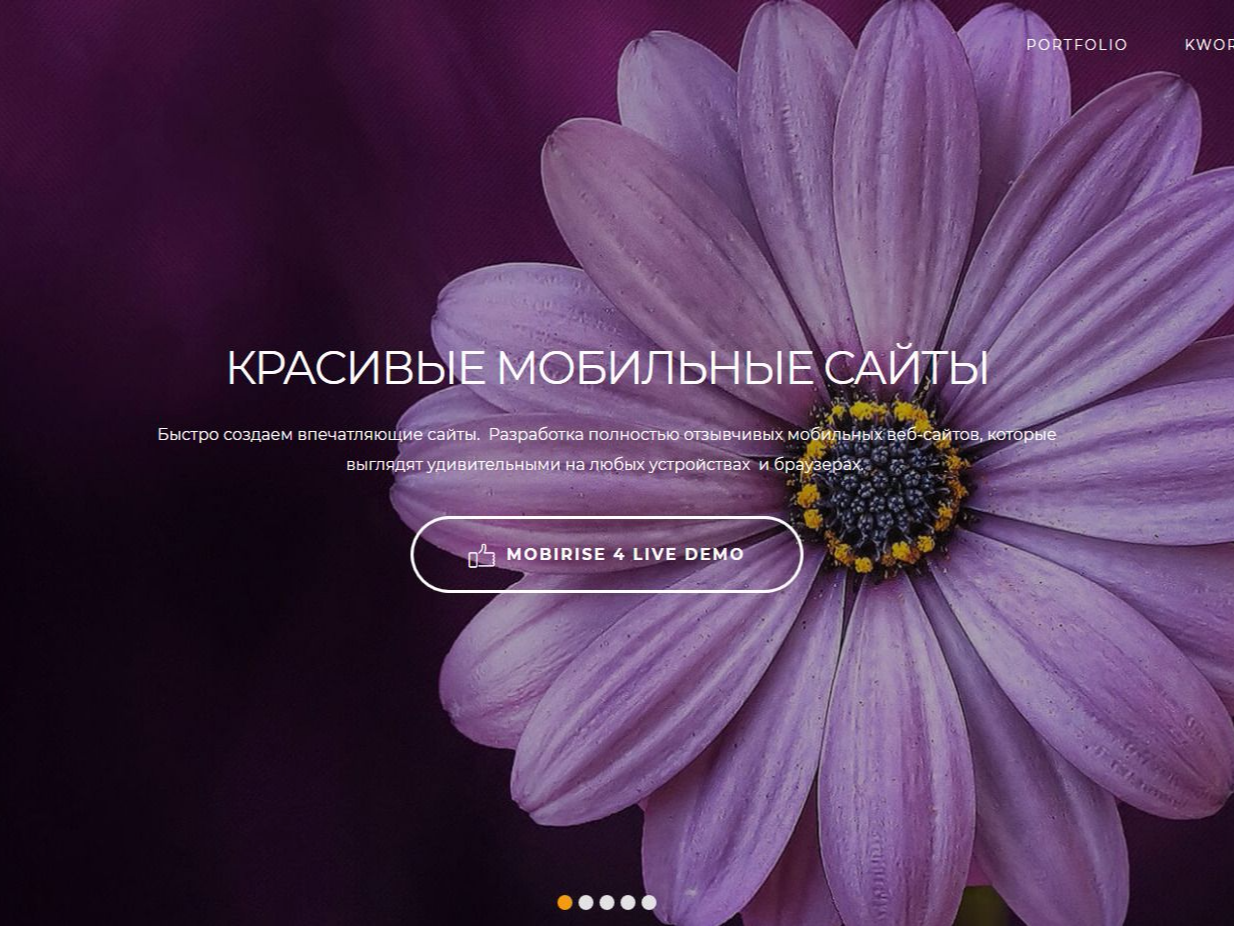 PORTFOLIO
КРАСИВЫЕ МОБИЛЬНЫЕ САЙТЫ
Быстро создаем впечатляющие сайты. Разработка полностью отзывчивых мобильных веб-сайтов, которые
выглядят удивительными на любых устройствах и браузерах.
MOBIRISE 4 LIVE DEMO